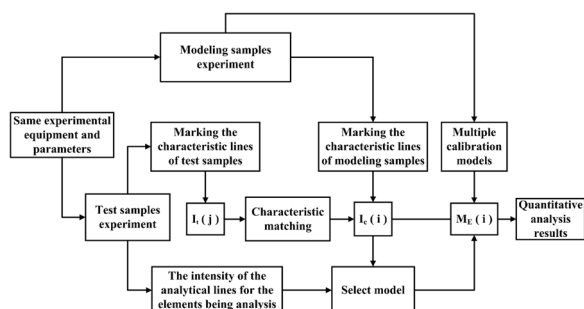 Modeling samples
experiment
Same experimental
equipment and
parameters
Marking the
characteristic lines
of test samples
Marking the
characteristic lines
of modeling samples
Multiple
calibration
models
Test samples
experiment
I_t ( j )
Characteristic
matching
I_c ( i )
M_E ( i )
Quantitative
analysis
results
The intensity of the
analytical lines for the
elements being analysis
Select model